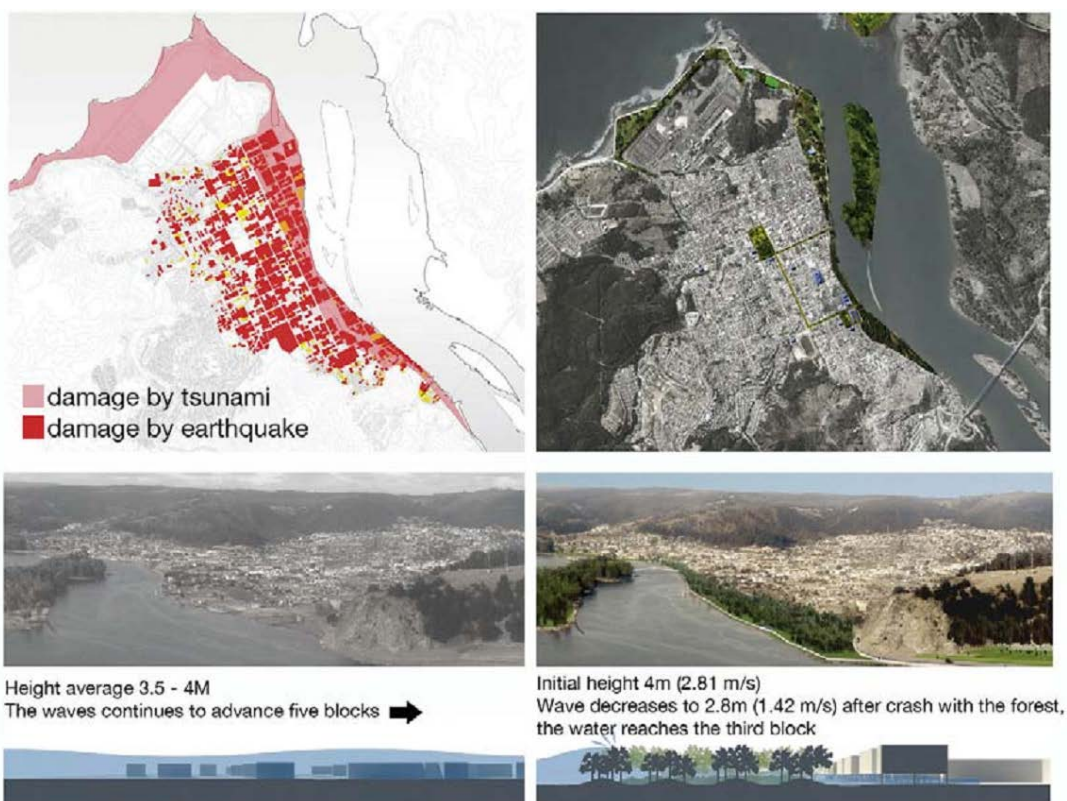 damage by tsunami
damage by earthquake
Height average 3.5 - 4M
The waves continues to advance five blocks
Initial height 4m (2.81 m/s)
Wave decreases to 2.8m (1.42 m/s) after crash with the forest,
the water reaches the third block